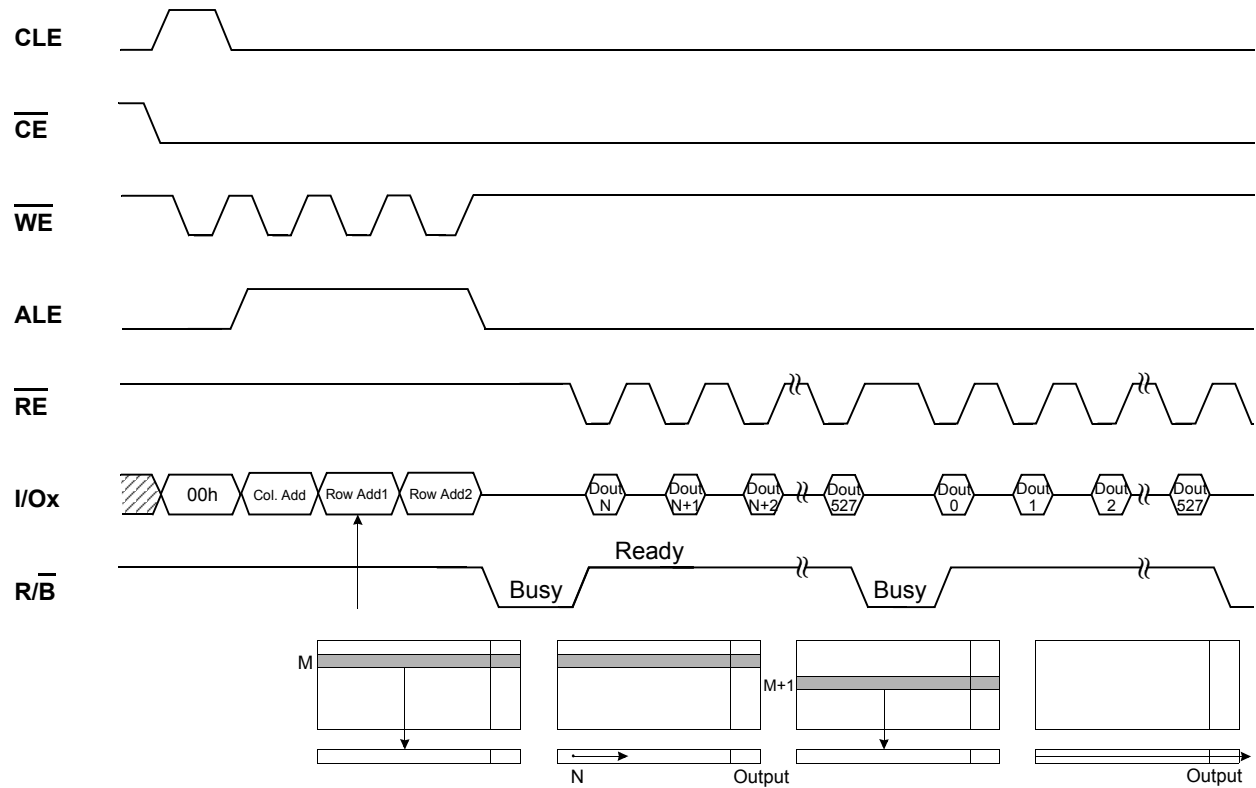 CLE
CE
WE
ALE
RE
I/Ox
00h
Col. Add
Row Add1
Row Add2
Dout
N
Dout
N+1
Dout
N+2
Dout
527
Dout
0
Dout
1
Dout
2
Dout
527
R/B
Busy
Ready
Busy
M
M+1
N
Output
Output